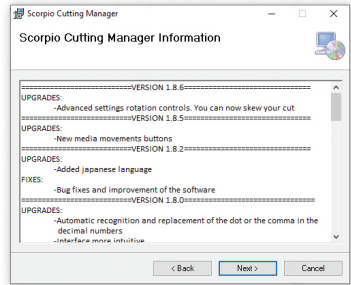 Scorpio Cutting Manager
Scorpio Cutting Manager Information
==========================VERSION 1.8.6==============================
UPGRADES:
-Advanced settings rotation controls. You can now skew your cut
==========================VERSION 1.8.5==============================
UPGRADES:
-New media movements buttons
==========================VERSION 1.8.2==============================
UPGRADES:
-Added japanese language
FIXES:
-Bug fixes and improvement of the software
==========================VERSION 1.8.0===============================
UPGRADES:
-Automatic recognition and replacement of the dot or the comma in the
decimal numbers
-Interface more intuitive
< Back
Next >
Cancel